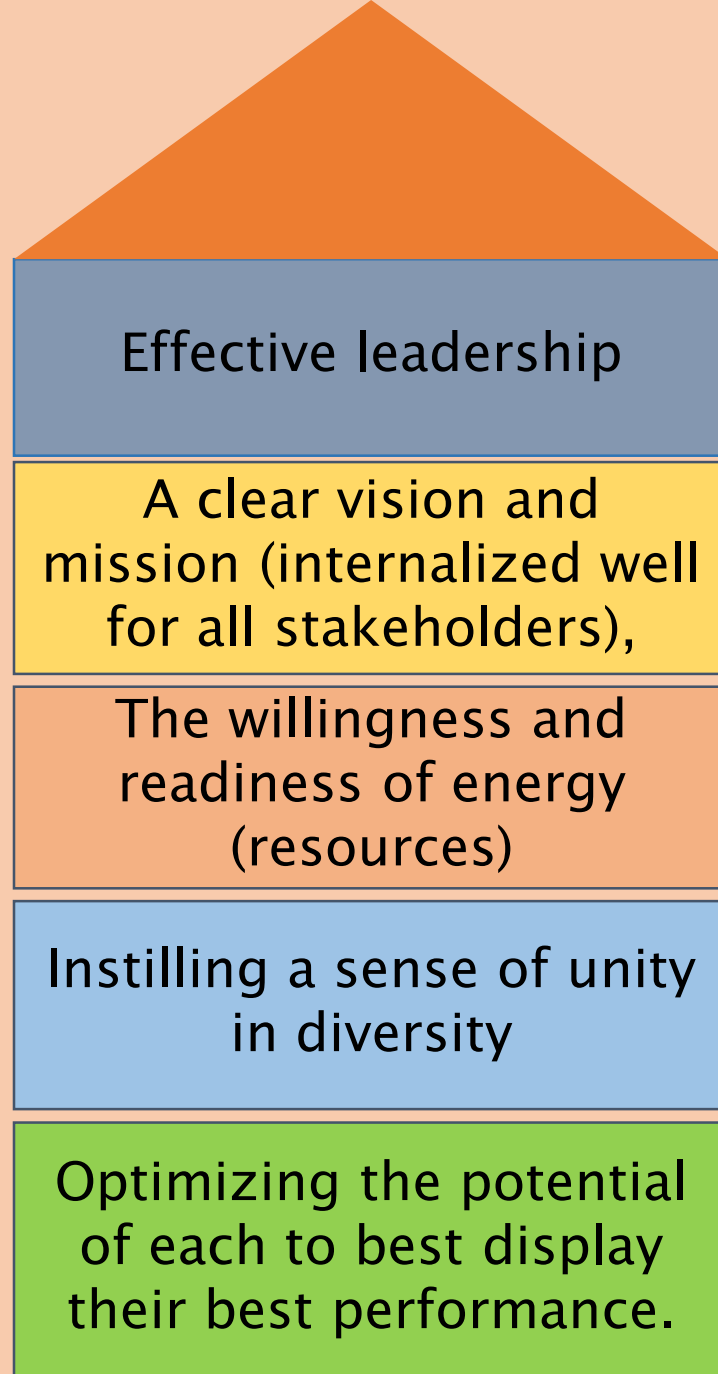 Effective leadership
A clear vision and
mission (internalized well
for all stakeholders),
The willingness and
readiness of energy
(resources)
Instilling a sense of unity
in diversity
Optimizing the potential
of each to best display
their best performance.